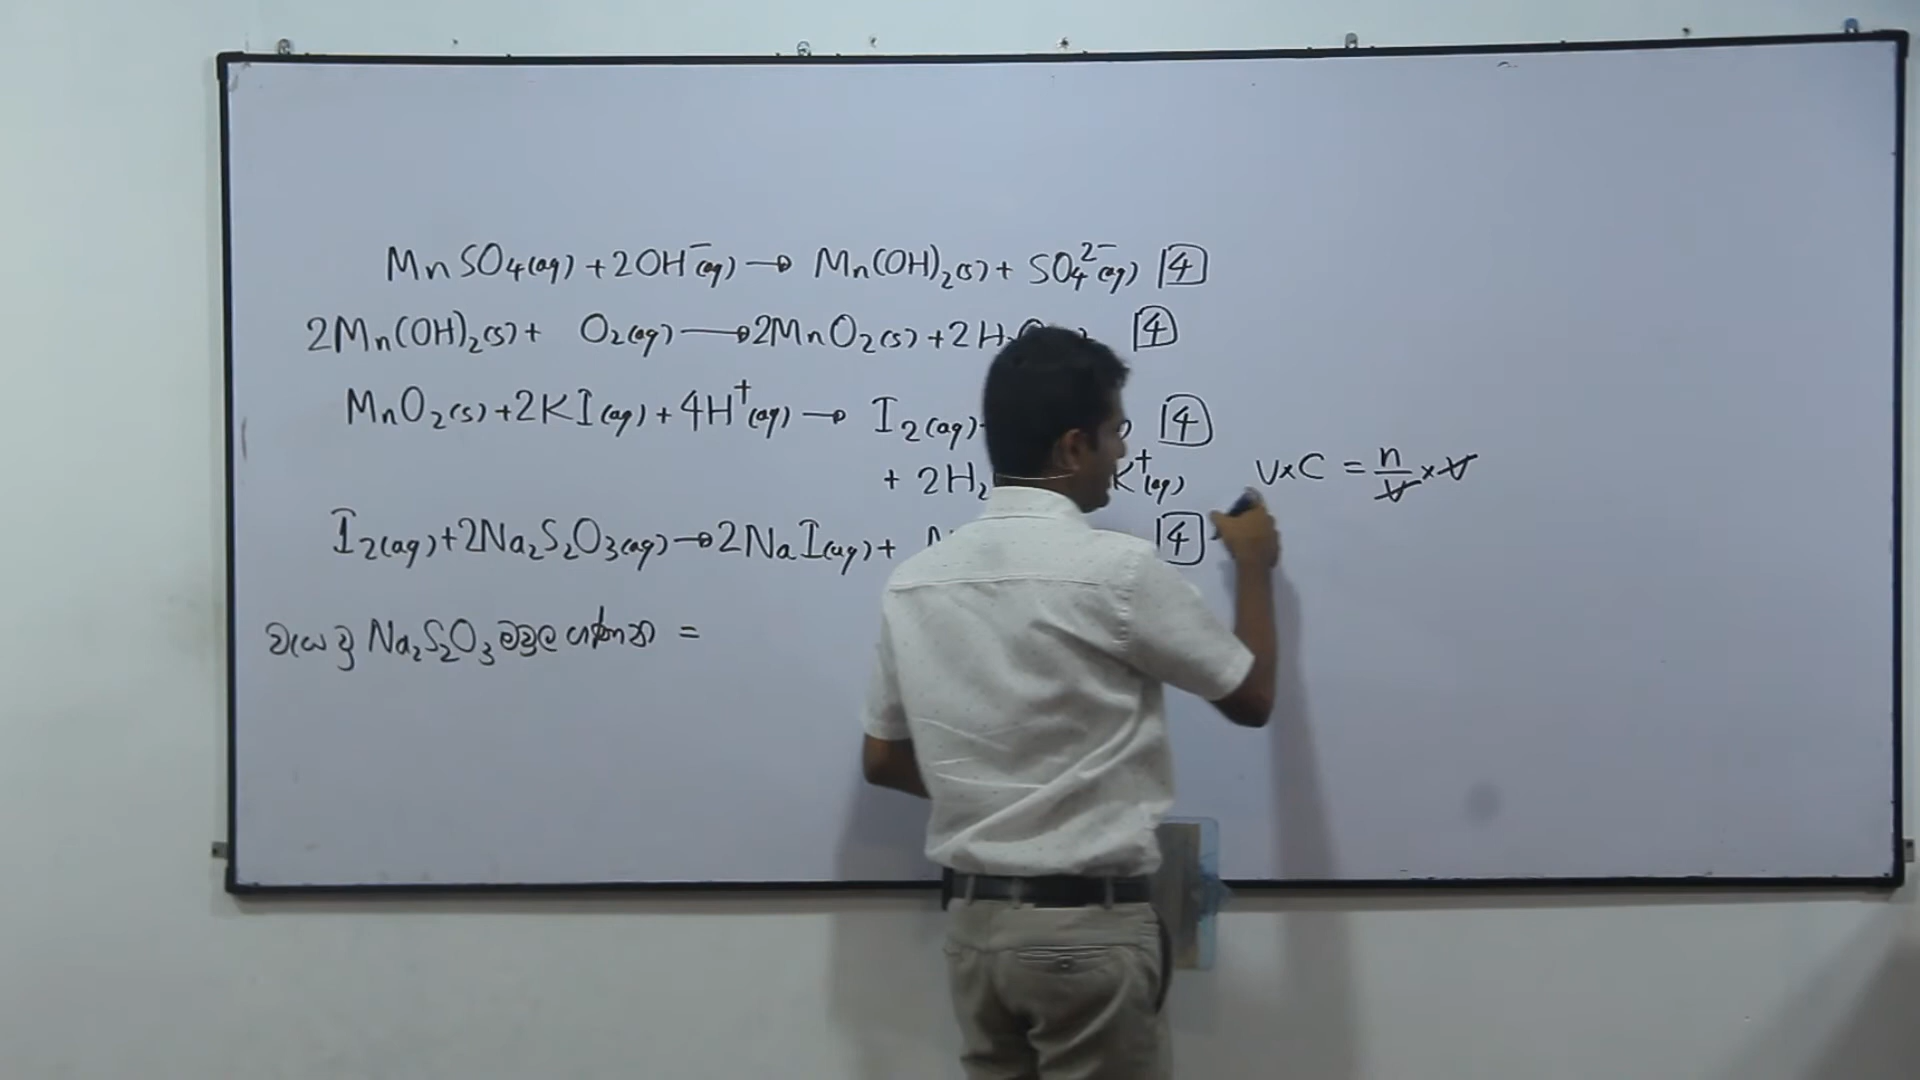 MnSO₄(aq) + 2OH⁻(aq) → Mn(OH)₂(s) + SO₄²⁻(aq) 4
2Mn(OH)₂(s) + O₂(aq) → 2MnO₂(s) + 2H₂O 4
MnO₂(s) + 2KI(aq) + 4H⁺(aq) → I₂(aq) 4
+ 2H₂ K⁺(aq)
V×C = n/V × V
I₂(aq) + 2Na₂S₂O₃(aq) → 2NaI(aq) + N 4
වැය වූ Na₂S₂O₃ මවුල ගණන =